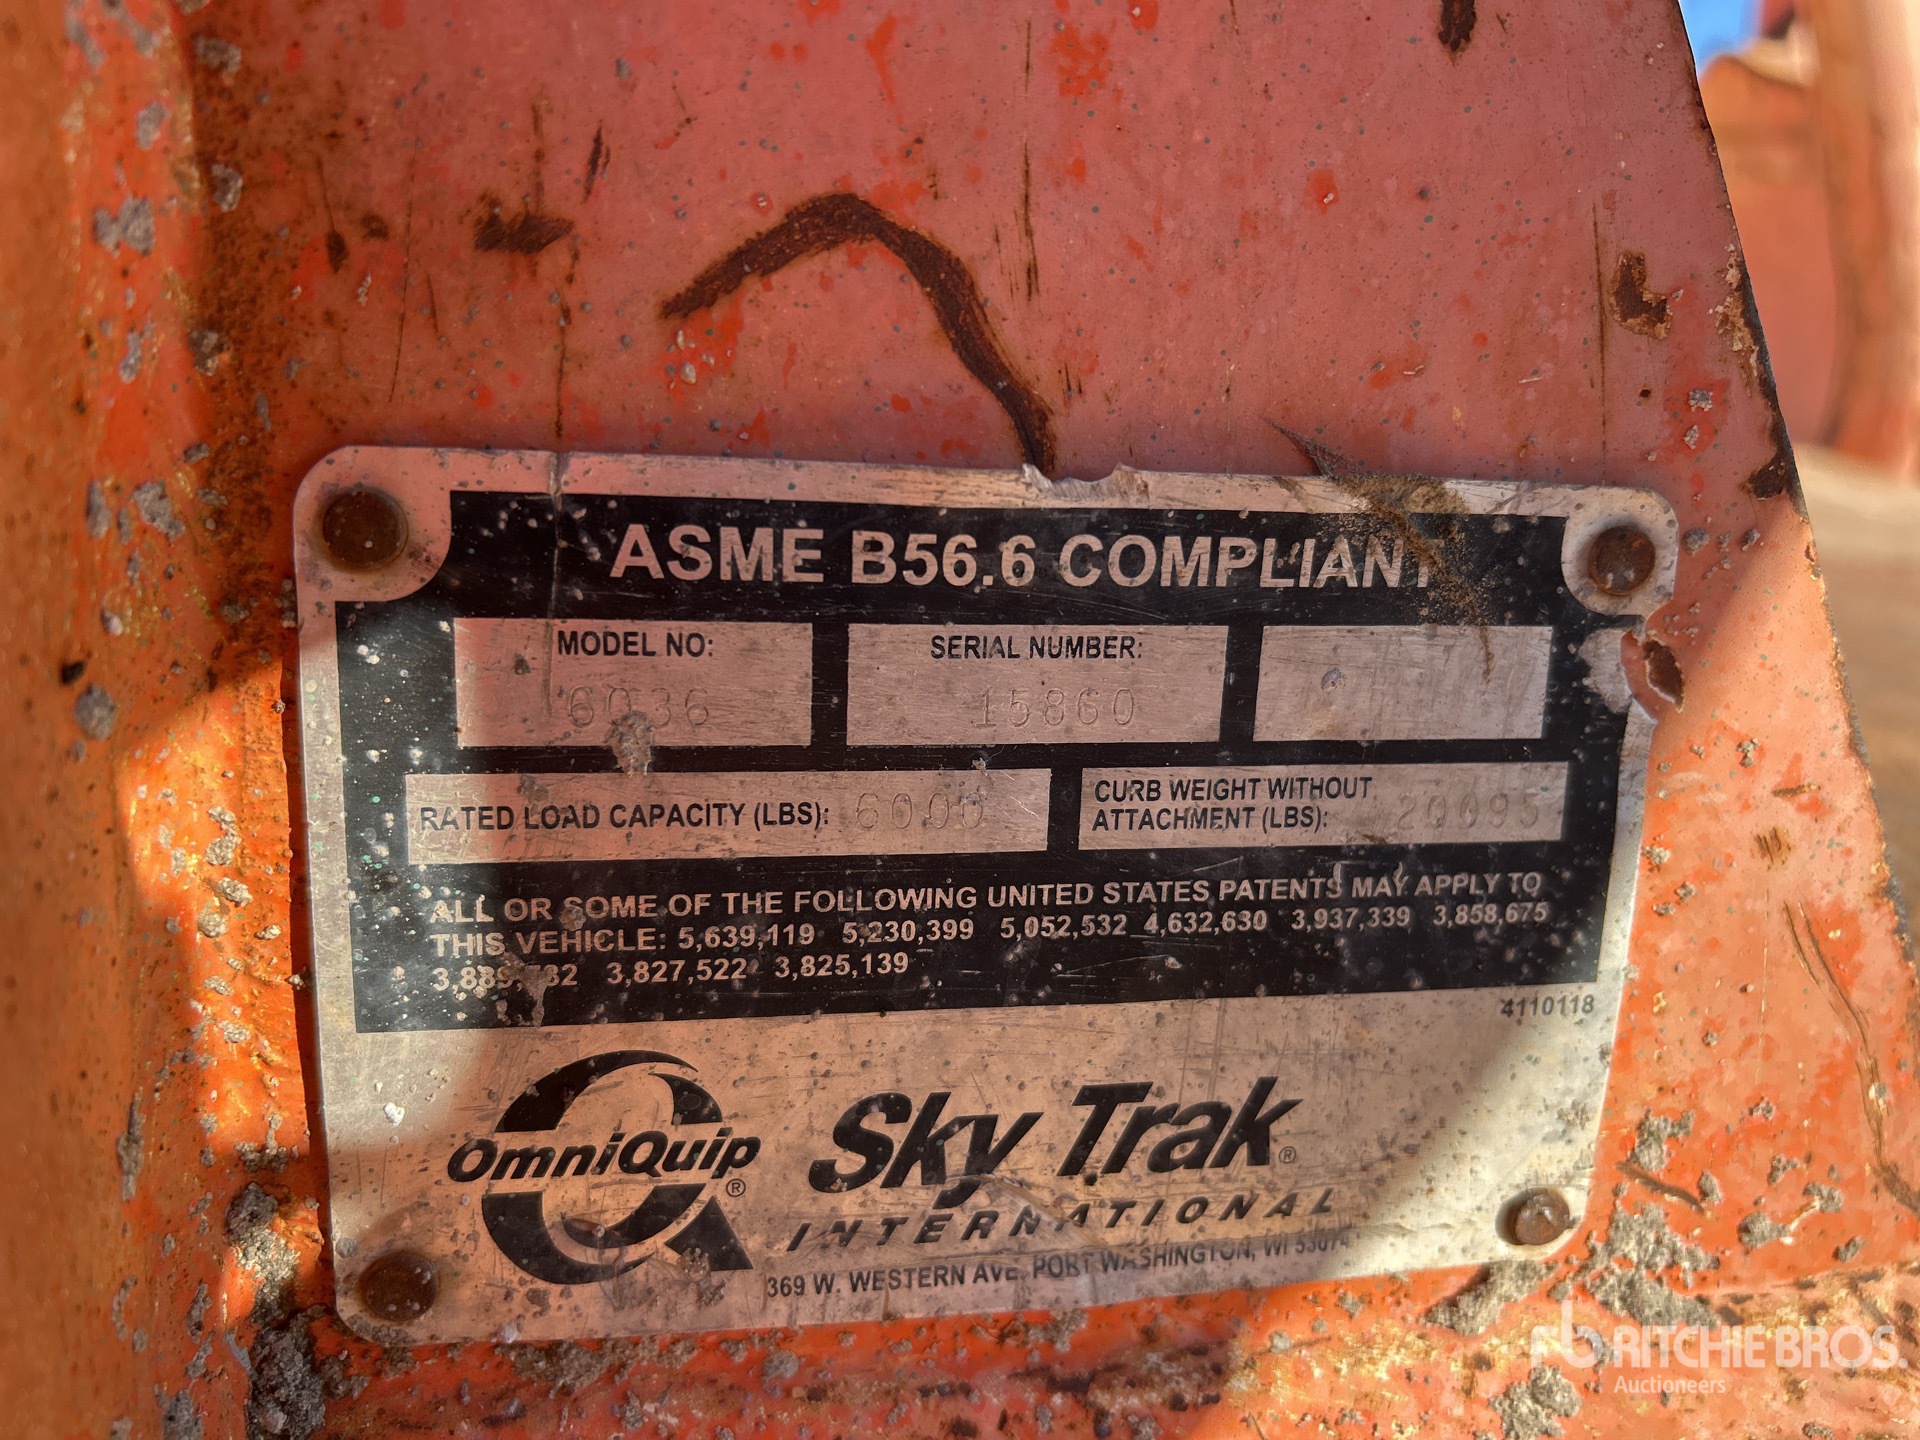 ASME B56.6 COMPLIANT
MODEL NO:
6036
SERIAL NUMBER:
15860
RATED LOAD CAPACITY (LBS): 6000
CURB WEIGHT WITHOUT
ATTACHMENT (LBS): 20095
ALL OR SOME OF THE FOLLOWING UNITED STATES PATENTS MAY APPLY TO
THIS VEHICLE: 5,639,119 5,230,399 5,052,532 4,632,630 3,937,339 3,858,675
3,827,522 3,825,139
4110118
OmniQuip®
Sky Trak®
INTERNATIONAL
369 W. WESTERN AVE. PORT WASHINGTON, WI 53074
rb RITCHIE BROS.
Auctioneers